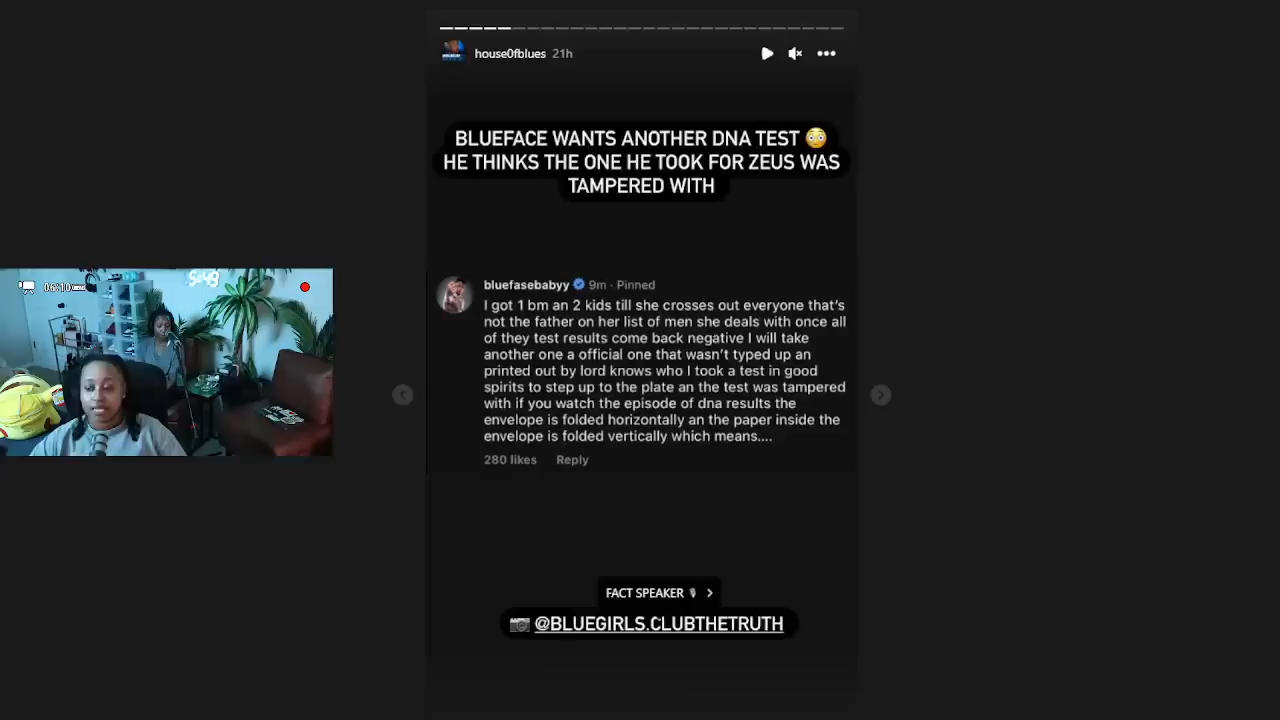 house0fblues 21h
BLUEFACE WANTS ANOTHER DNA TEST 😳
HE THINKS THE ONE HE TOOK FOR ZEUS WAS
TAMPERED WITH
bluefasebabyy 9m · Pinned
I got 1 bm an 2 kids till she crosses out everyone that's
not the father on her list of men she deals with once all
of they test results come back negative I will take
another one a official one that wasn't typed up an
printed out by lord knows who I took a test in good
spirits to step up to the plate an the test was tampered
with if you watch the episode of dna results the
envelope is folded horizontally an the paper inside the
envelope is folded vertically which means....
280 likes Reply
FACT SPEAKER 🎙 >
📷 @BLUEGIRLS.CLUBTHETRUTH
5:48